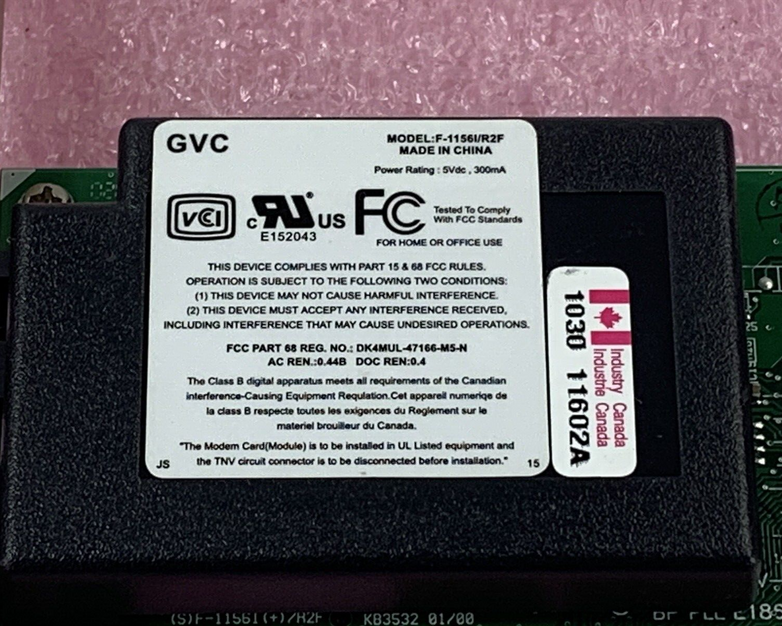 GVC
MODEL:F-1156I/R2F
MADE IN CHINA
Power Rating : 5Vdc , 300mA
VCCI
c RU ® US
E152043
FC
Tested To Comply
With FCC Standards
FOR HOME OR OFFICE USE
THIS DEVICE COMPLIES WITH PART 15 & 68 FCC RULES.
OPERATION IS SUBJECT TO THE FOLLOWING TWO CONDITIONS:
(1) THIS DEVICE MAY NOT CAUSE HARMFUL INTERFERENCE.
(2) THIS DEVICE MUST ACCEPT ANY INTERFERENCE RECEIVED,
INCLUDING INTERFERENCE THAT MAY CAUSE UNDESIRED OPERATIONS.
FCC PART 68 REG. NO.: DK4MUL-47166-M5-N
AC REN.:0.44B DOC REN:0.4
The Class B digital apparatus meets all requirements of the Canadian
interference-Causing Equipment Requlation.Cet appareil numeriqe de
la class B respecte toutes les exigences du Reglement sur le
materiel brouilleur du Canada.
"The Modem Card(Module) is to be installed in UL Listed equipment and
the TNV circuit connector is to be disconnected before installation."
JS
15
Industry Canada
Industrie Canada
1030 11602A
25
(S)F-1156I(+)/R2F
KB3532 01/00